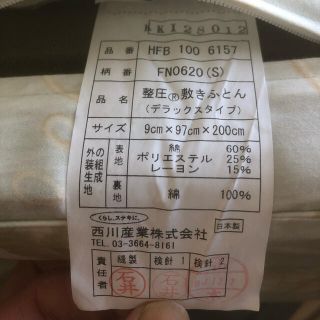 KKI28012
品番 HFB 100 6157
柄番 FN0620(S)
品名 整圧®敷きふとん
(デラックスタイプ)
サイズ 9cm×97cm×200cm
外装生地の組成
表地 綿 60%
ポリエステル 25%
レーヨン 15%
裏地 綿 100%
くらし、ステキに。
西川産業株式会社
TEL. 03-3664-8161
日本製
責任者 縫製 検針1 検針2
石井